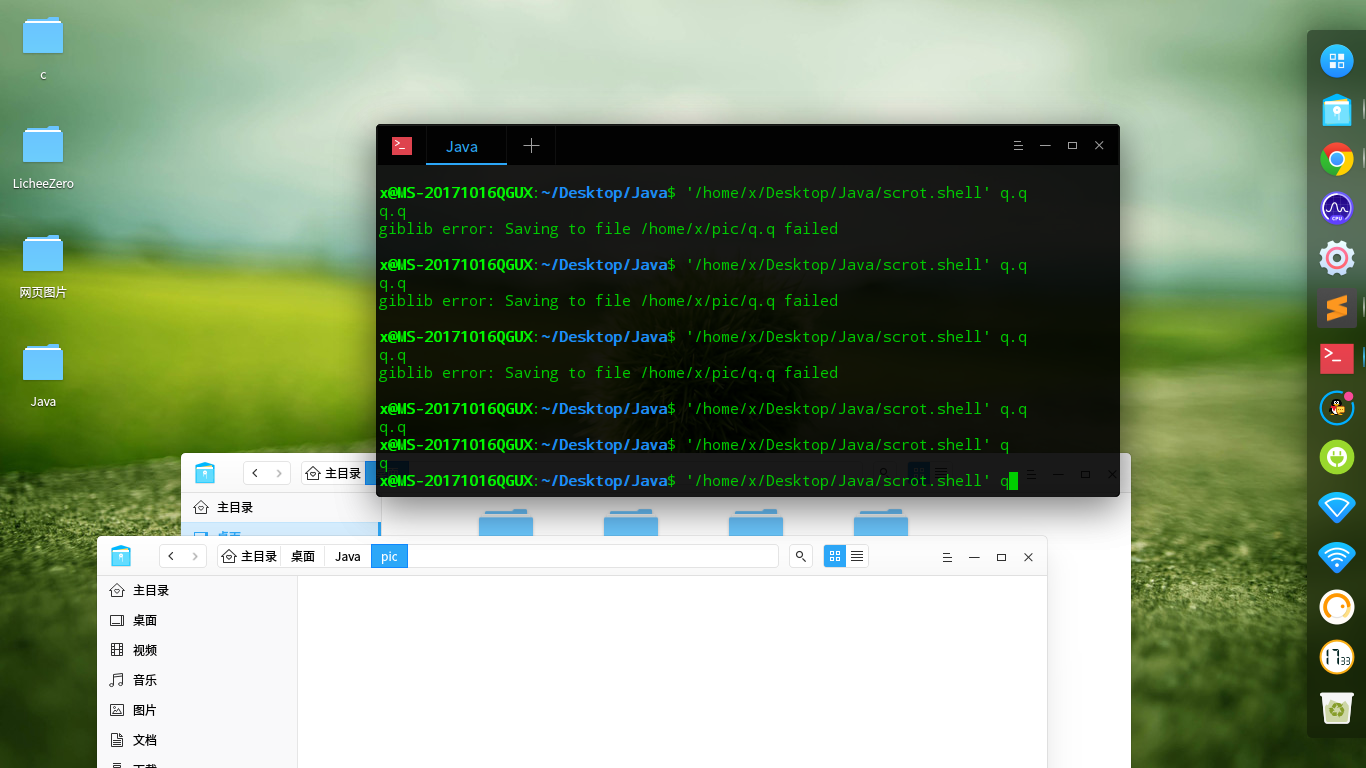 c
LicheeZero
网页图片
Java
Java
x@MS-20171016QGUX:~/Desktop/Java$ '/home/x/Desktop/Java/scrot.shell' q.q
q.q
giblib error: Saving to file /home/x/pic/q.q failed
x@MS-20171016QGUX:~/Desktop/Java$ '/home/x/Desktop/Java/scrot.shell' q.q
q.q
giblib error: Saving to file /home/x/pic/q.q failed
x@MS-20171016QGUX:~/Desktop/Java$ '/home/x/Desktop/Java/scrot.shell' q.q
q.q
giblib error: Saving to file /home/x/pic/q.q failed
x@MS-20171016QGUX:~/Desktop/Java$ '/home/x/Desktop/Java/scrot.shell' q.q
q.q
x@MS-20171016QGUX:~/Desktop/Java$ '/home/x/Desktop/Java/scrot.shell' q
q
x@MS-20171016QGUX:~/Desktop/Java$ '/home/x/Desktop/Java/scrot.shell' q
主目录
主目录
主目录 桌面 Java pic
主目录
桌面
视频
音乐
图片
文档
CPU
17 33